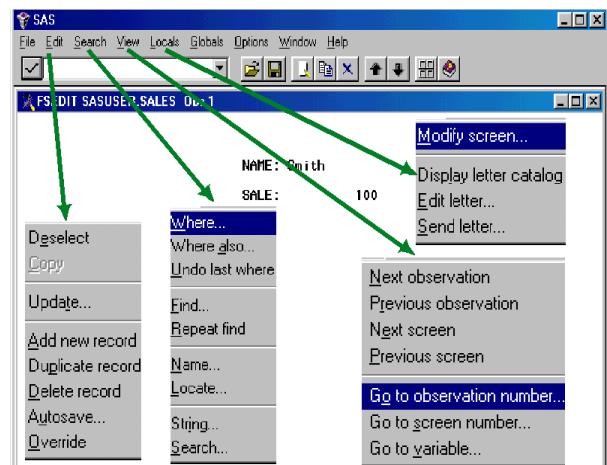 SAS
File Edit Search View Locals Globals Options Window Help
FSEDIT SASUSER.SALES Obs 1
NAME: Smith
SALE: 100
Modify screen...
Display letter catalog
Edit letter...
Send letter...
Deselect
Copy
Update...
Add new record
Duplicate record
Delete record
Autosave...
Override
Where...
Where also...
Undo last where
Find...
Repeat find
Name...
Locate...
String...
Search...
Next observation
Previous observation
Next screen
Previous screen
Go to observation number...
Go to screen number...
Go to variable...